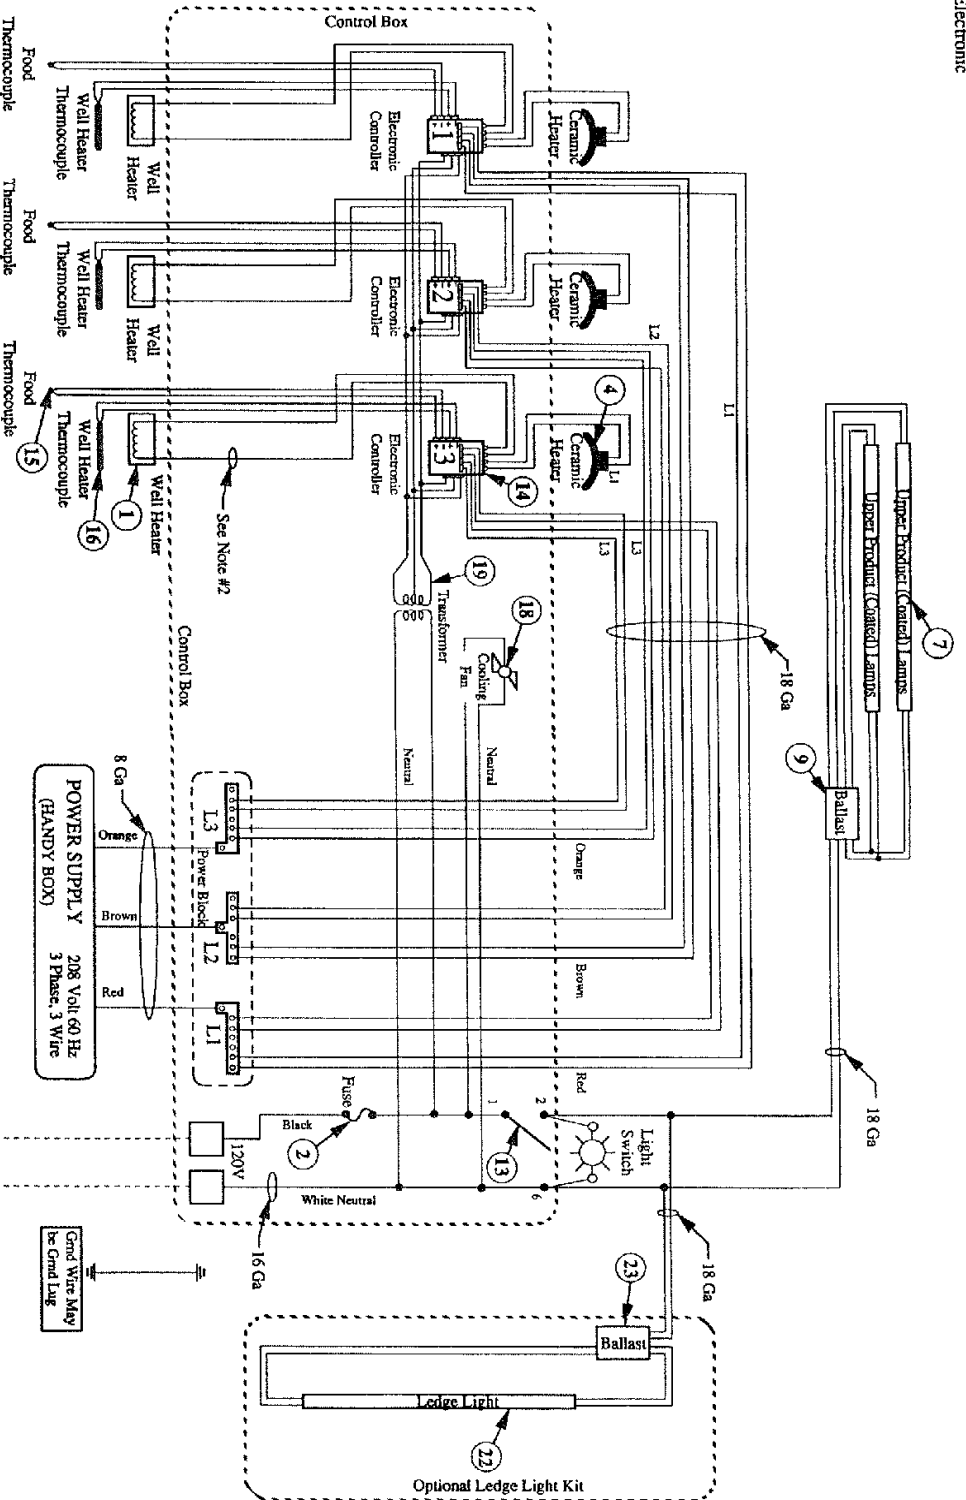 Electronic
Control Box
Food
Thermocouple
Well Heater
Thermocouple
Well
Heater
Electronic
Controller
1
Ceramic
Heater
L1
Food
Thermocouple
Well Heater
Thermocouple
Well
Heater
Electronic
Controller
2
Ceramic
Heater
L2
L1
Food
Thermocouple
15
Well Heater
Thermocouple
16
1
Well Heater
See Note #2
Electronic
Controller
3
14
4
Ceramic
Heater
L1
L3
L3
19
Transformer
18
Cooling
Fan
Neutral
Neutral
18 Ga
Upper Product (Coated) Lamps
Upper Product (Coated) Lamps
7
9
Ballast
Control Box
8 Ga
POWER SUPPLY
(HANDY BOX)
208 Volt 60 Hz
3 Phase, 3 Wire
Orange
Brown
Red
Power Block
L3
L2
L1
Orange
Brown
Red
Fuse
Black
2
1
2
13
6
Light
Switch
18 Ga
120V
White Neutral
16 Ga
18 Ga
Grnd Wire May
be Grnd Lug
23
Ballast
Ledge Light
22
Optional Ledge Light Kit